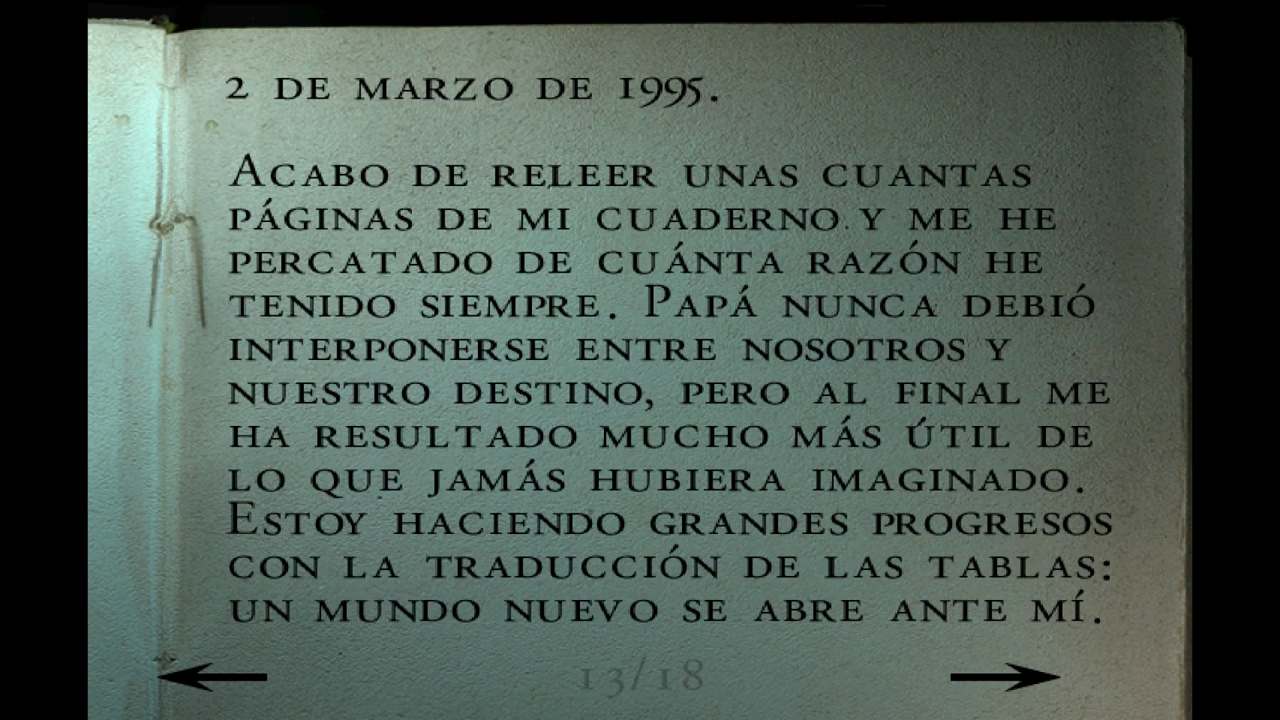 2 de marzo de 1995.
Acabo de releer unas cuantas
páginas de mi cuaderno y me he
percatado de cuánta razón he
tenido siempre. Papá nunca debió
interponerse entre nosotros y
nuestro destino, pero al final me
ha resultado mucho más útil de
lo que jamás hubiera imaginado.
Estoy haciendo grandes progresos
con la traducción de las tablas:
un mundo nuevo se abre ante mí.
13/18